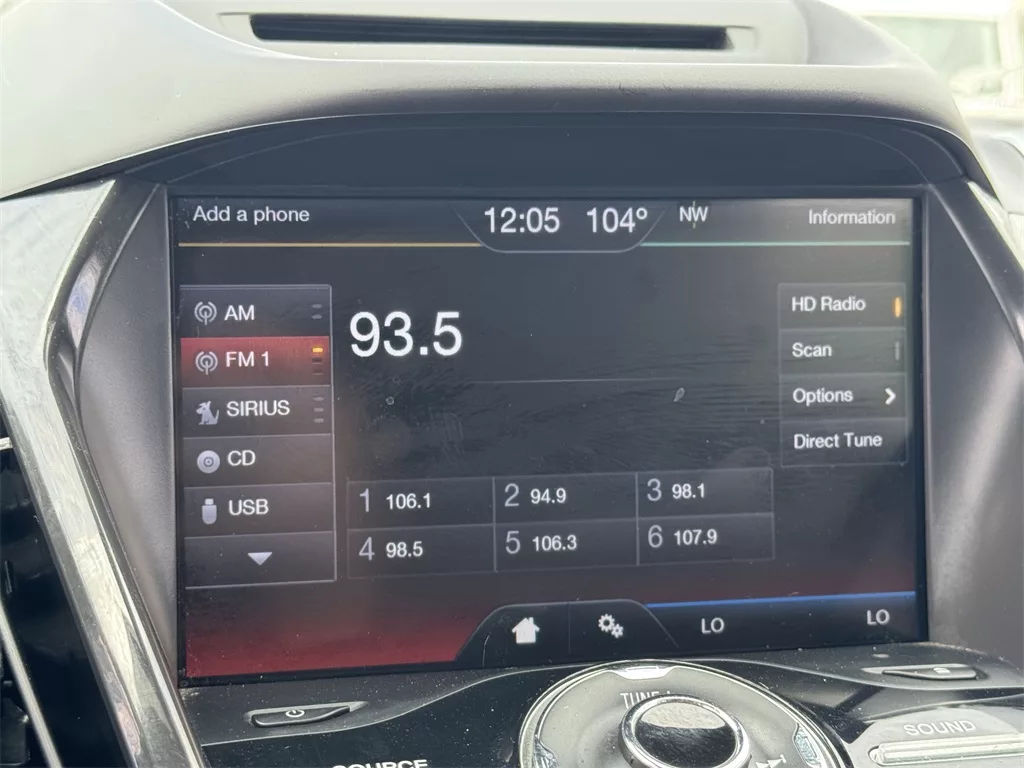 Add a phone
12:05 104° NW
Information
AM
FM 1
SIRIUS
CD
USB
93.5
HD Radio
Scan
Options
Direct Tune
1 106.1
2 94.9
3 98.1
4 98.5
5 106.3
6 107.9
LO
LO
TUNE
SOUND
SOURCE